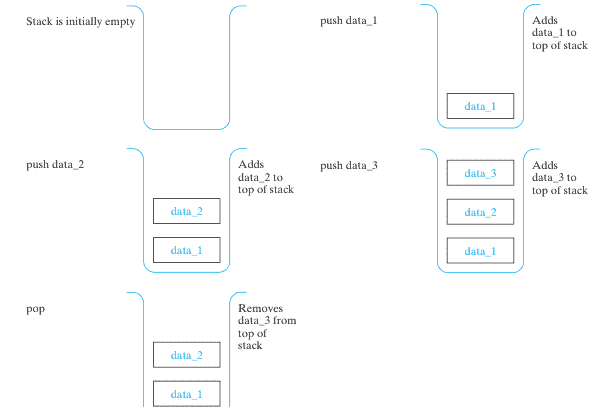 Stack is initially empty
push data_1
Adds
data_1 to
top of stack
data_1
push data_2
Adds
data_2 to
top of stack
data_2
data_1
push data_3
Adds
data_3 to
top of stack
data_3
data_2
data_1
pop
Removes
data_3 from
top of
stack
data_2
data_1